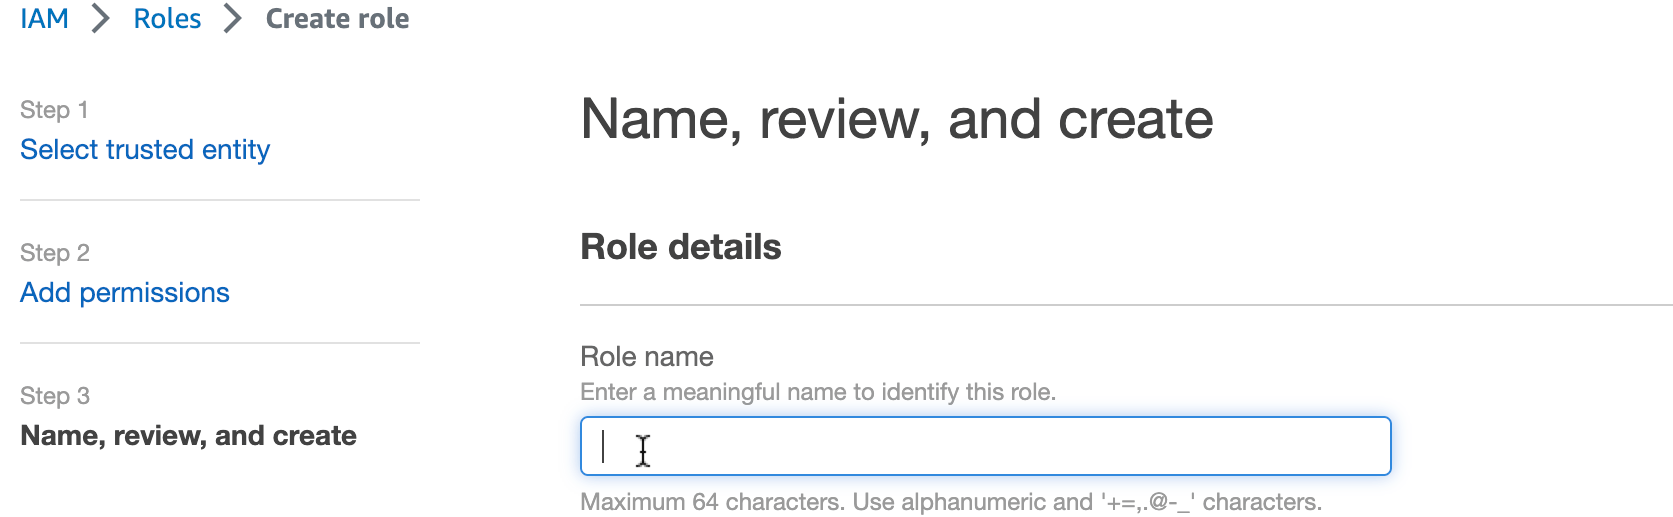 IAM > Roles > Create role
Step 1
Select trusted entity
Step 2
Add permissions
Step 3
Name, review, and create
Name, review, and create
Role details
Role name
Enter a meaningful name to identify this role.
Maximum 64 characters. Use alphanumeric and '+=,.@-_' characters.